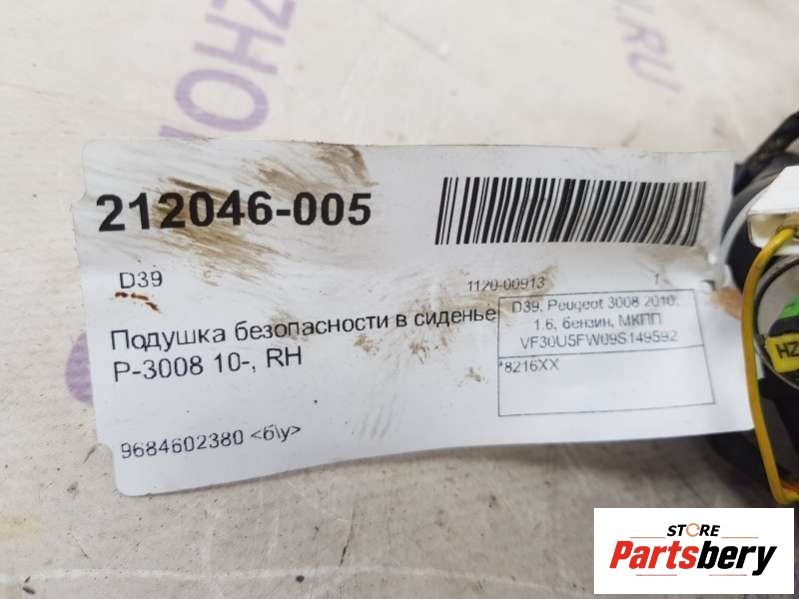 212046-005
D39
1120-00913
1
Подушка безопасности в сиденье
P-3008 10-, RH
D39, Peugeot 3008 2010,
1.6, бензин, МКПП
VF30U5FW09S149592
*8216XX
9684602380 <б\у>
HZ
.RU
STORE
Partsbery